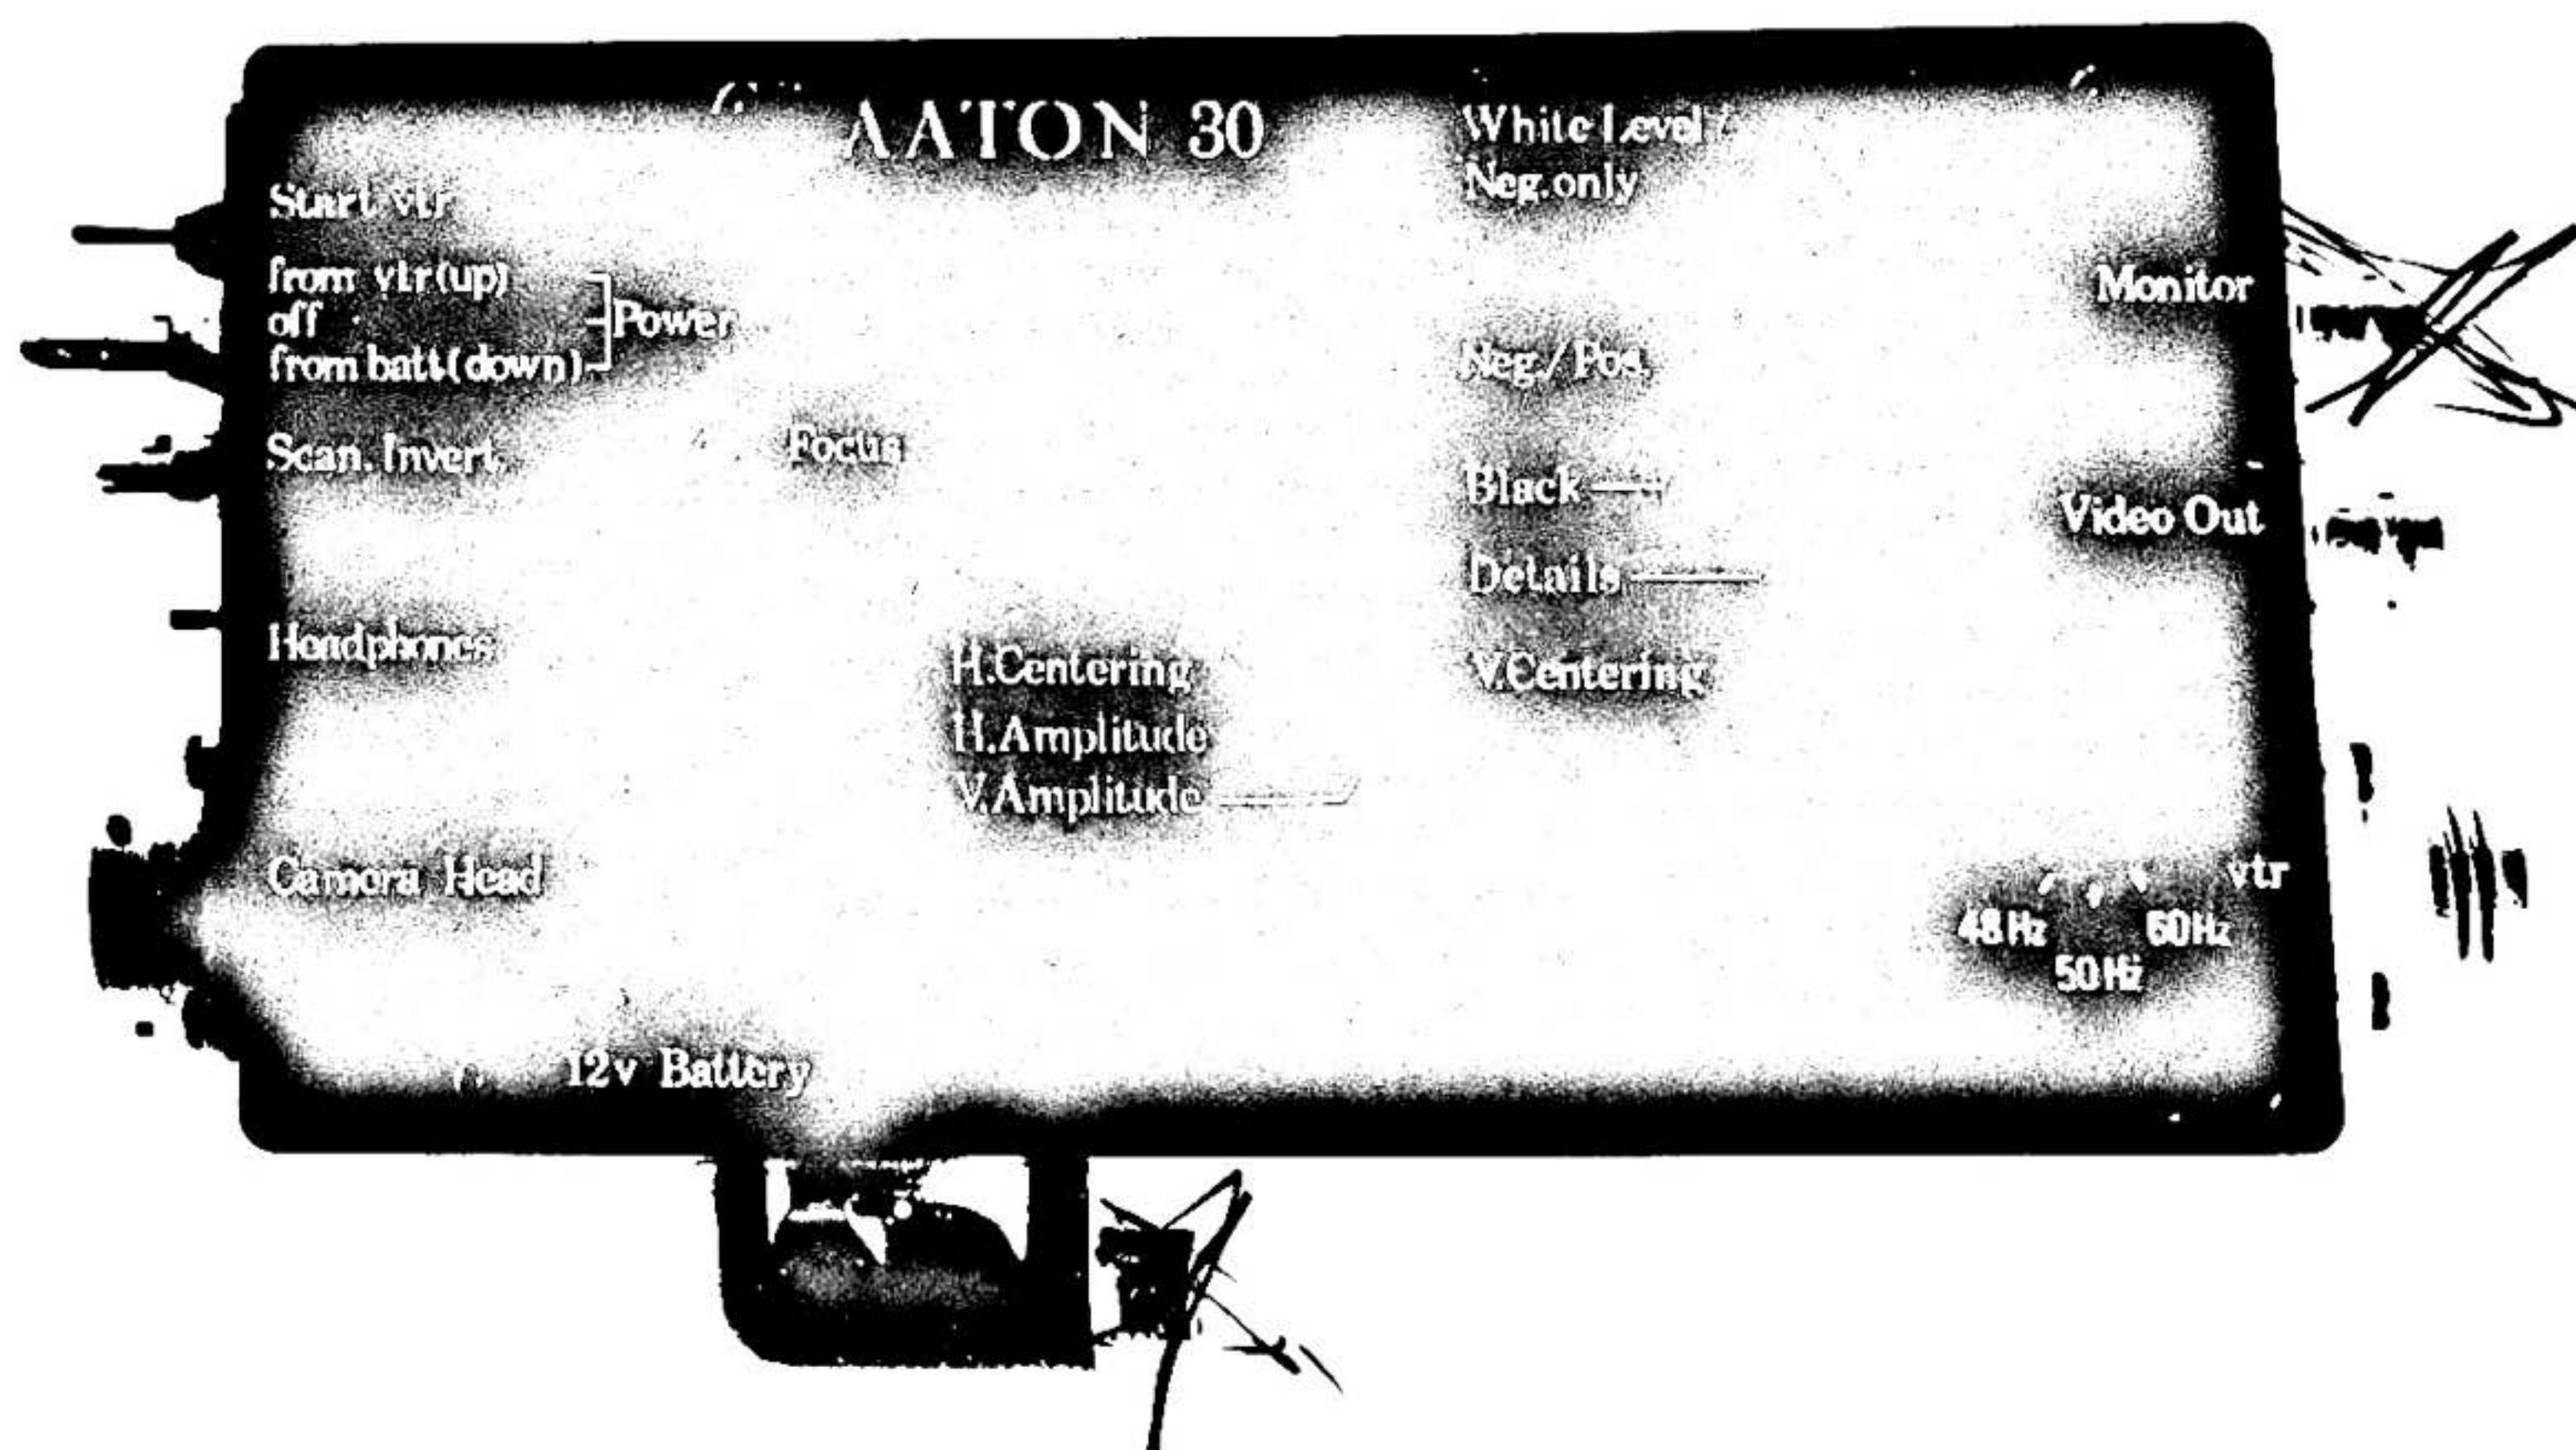 AATON 30
White Level
Neg.only
Start vtr
from vtr(up)
off
from batt(down)
Power
Monitor
Neg./Pos.
Scan. Invert.
Focus
Black
Video Out
Details
Headphones
H.Centering
V.Centering
H.Amplitude
V.Amplitude
Camera Head
vtr
48Hz
60Hz
50Hz
12v Battery